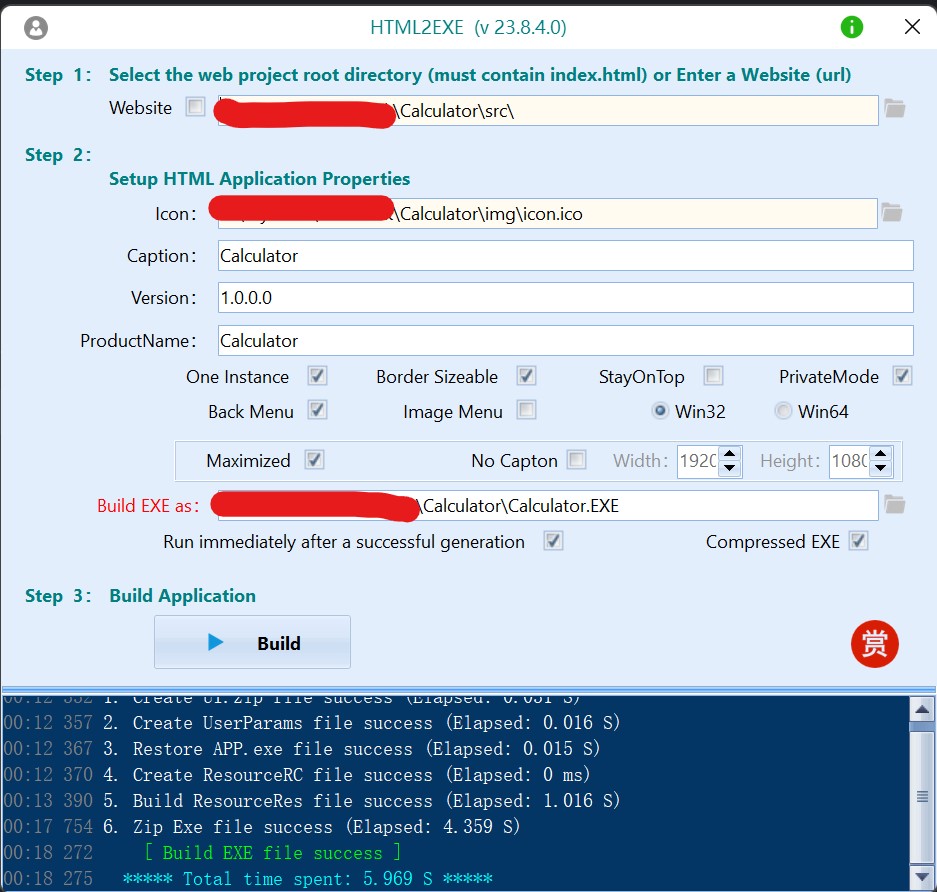 HTML2EXE (v 23.8.4.0)
Step 1: Select the web project root directory (must contain index.html) or Enter a Website (url)
Website \Calculator\src\
Step 2:
Setup HTML Application Properties
Icon: \Calculator\img\icon.ico
Caption: Calculator
Version: 1.0.0.0
ProductName: Calculator
One Instance Border Sizeable StayOnTop PrivateMode
Back Menu Image Menu Win32 Win64
Maximized No Capton Width: 1920 Height: 1080
Build EXE as: \Calculator\Calculator.EXE
Run immediately after a successful generation Compressed EXE
Step 3: Build Application
Build
赏
00:12 352 1. Create UI.zip file success (Elapsed: 0.031 S)
00:12 357 2. Create UserParams file success (Elapsed: 0.016 S)
00:12 367 3. Restore APP.exe file success (Elapsed: 0.015 S)
00:12 370 4. Create ResourceRC file success (Elapsed: 0 ms)
00:13 390 5. Build ResourceRes file success (Elapsed: 1.016 S)
00:17 754 6. Zip Exe file success (Elapsed: 4.359 S)
00:18 272 [ Build EXE file success ]
00:18 275 ***** Total time spent: 5.969 S *****